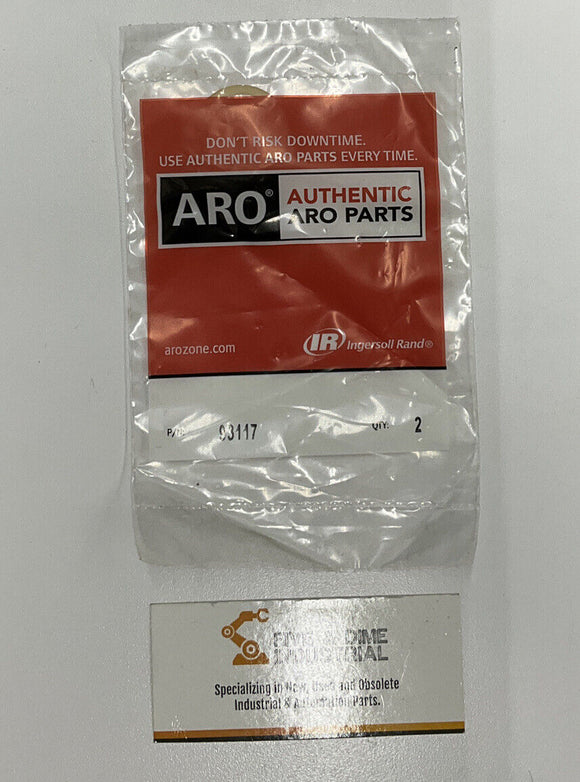 DON'T RISK DOWNTIME.
USE AUTHENTIC ARO PARTS EVERY TIME.
ARO®
AUTHENTIC
ARO PARTS
arozone.com
IR Ingersoll Rand®
P/N: 93117 QTY: 2
FIVE & DIME
INDUSTRIAL
Specializing in New, Used and Obsolete
Industrial & Automation Parts.